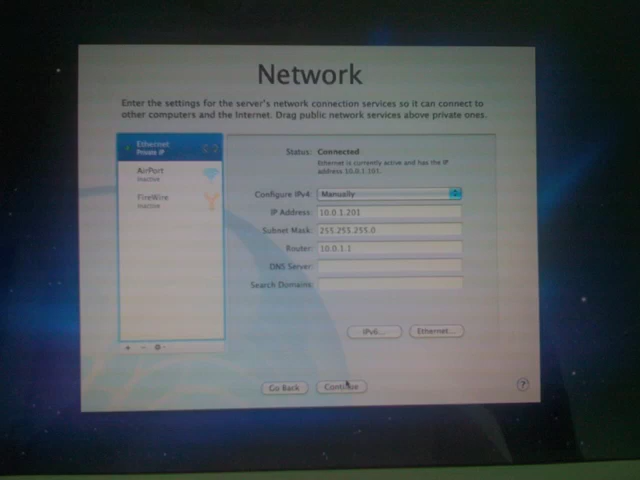 Network
Enter the settings for the server's network connection services so it can connect to
other computers and the Internet. Drag public network services above private ones.
Ethernet
Private IP
AirPort
Inactive
FireWire
Inactive
Status: Connected
Ethernet is currently active and has the IP
address 10.0.1.101.
Configure IPv4: Manually
IP Address: 10.0.1.201
Subnet Mask: 255.255.255.0
Router: 10.0.1.1
DNS Server:
Search Domains:
IPv6... Ethernet...
+ −
Go Back Continue ?